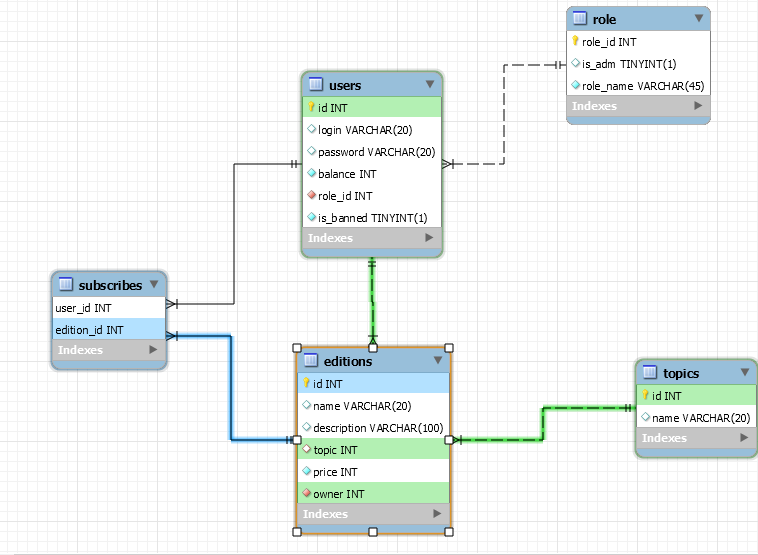 role
role_id INT
is_adm TINYINT(1)
role_name VARCHAR(45)
Indexes
users
id INT
login VARCHAR(20)
password VARCHAR(20)
balance INT
role_id INT
is_banned TINYINT(1)
Indexes
subscribes
user_id INT
edition_id INT
Indexes
editions
id INT
name VARCHAR(20)
description VARCHAR(100)
topic INT
price INT
owner INT
Indexes
topics
id INT
name VARCHAR(20)
Indexes